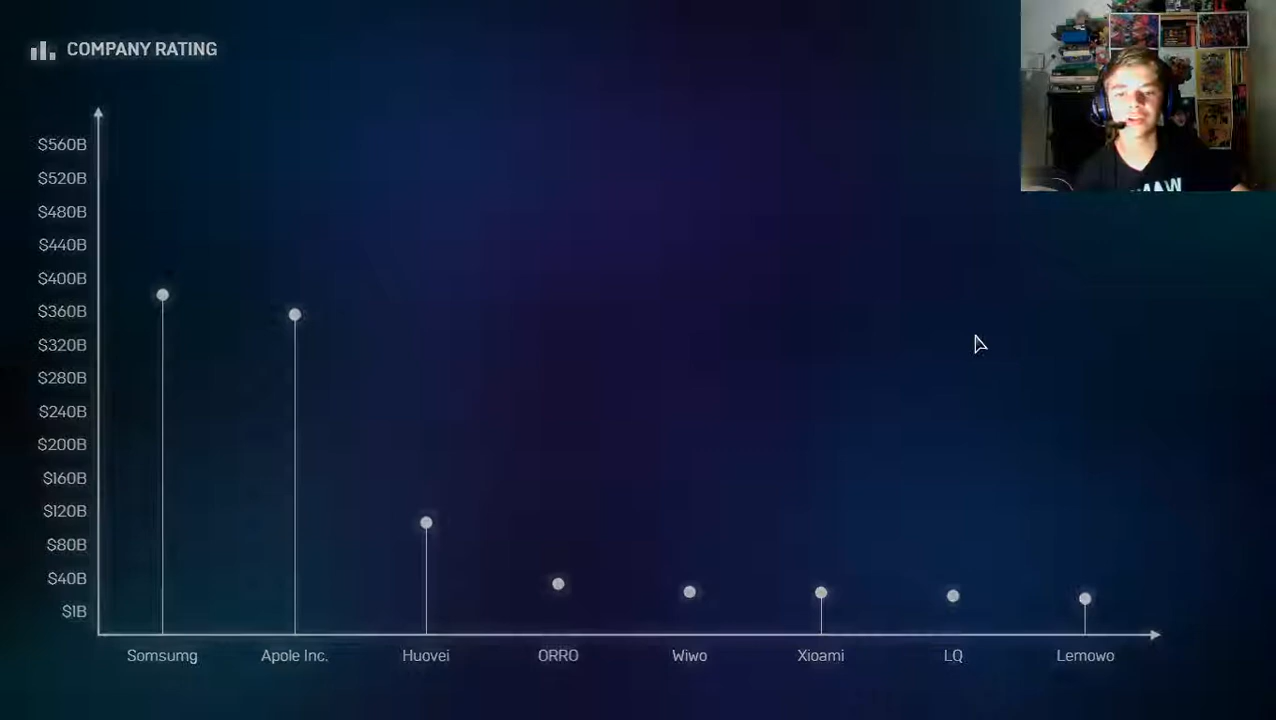 COMPANY RATING
$560B
$520B
$480B
$440B
$400B
$360B
$320B
$280B
$240B
$200B
$160B
$120B
$80B
$40B
$1B
Somsumg Apole Inc. Huovei ORRO Wiwo Xioami LQ Lemowo